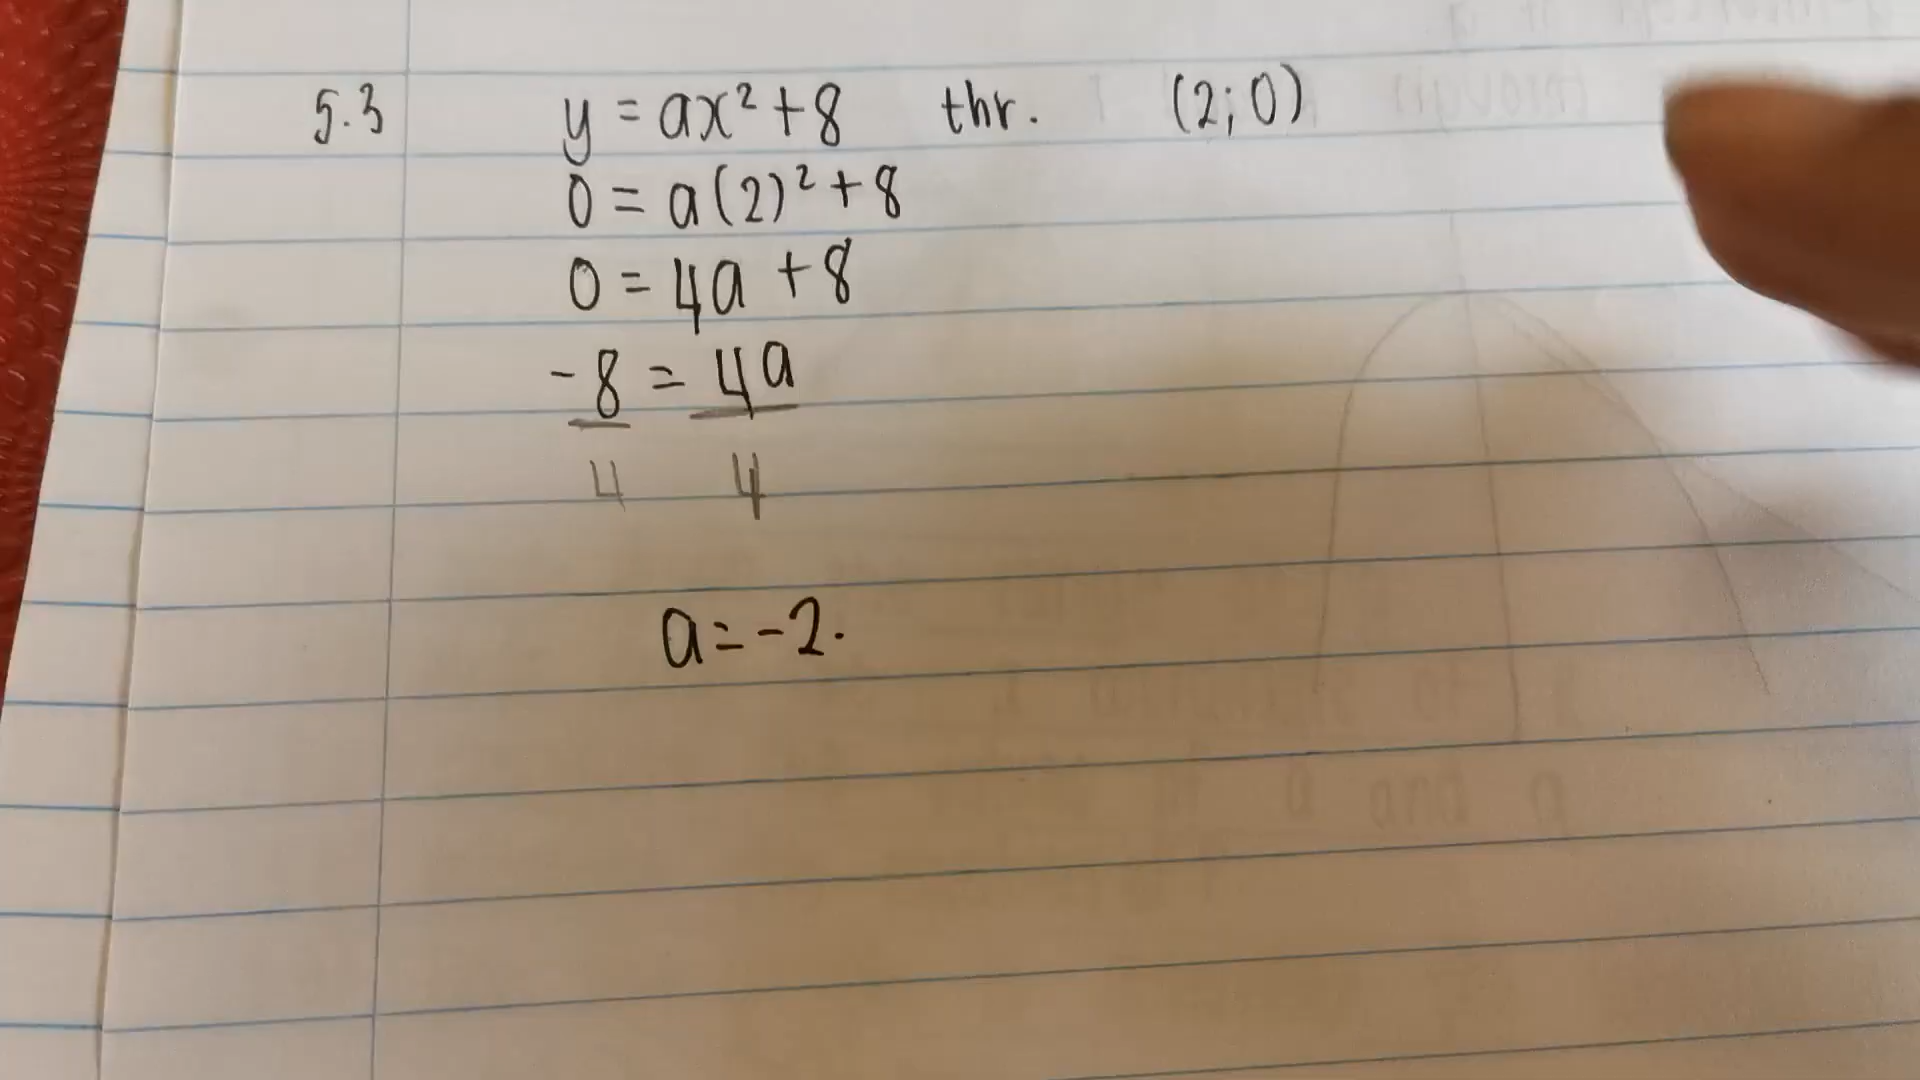 5.3 y = ax² + 8 thr. (2;0)
0 = a(2)² + 8
0 = 4a + 8
-8 = 4a
4 4
a = -2.